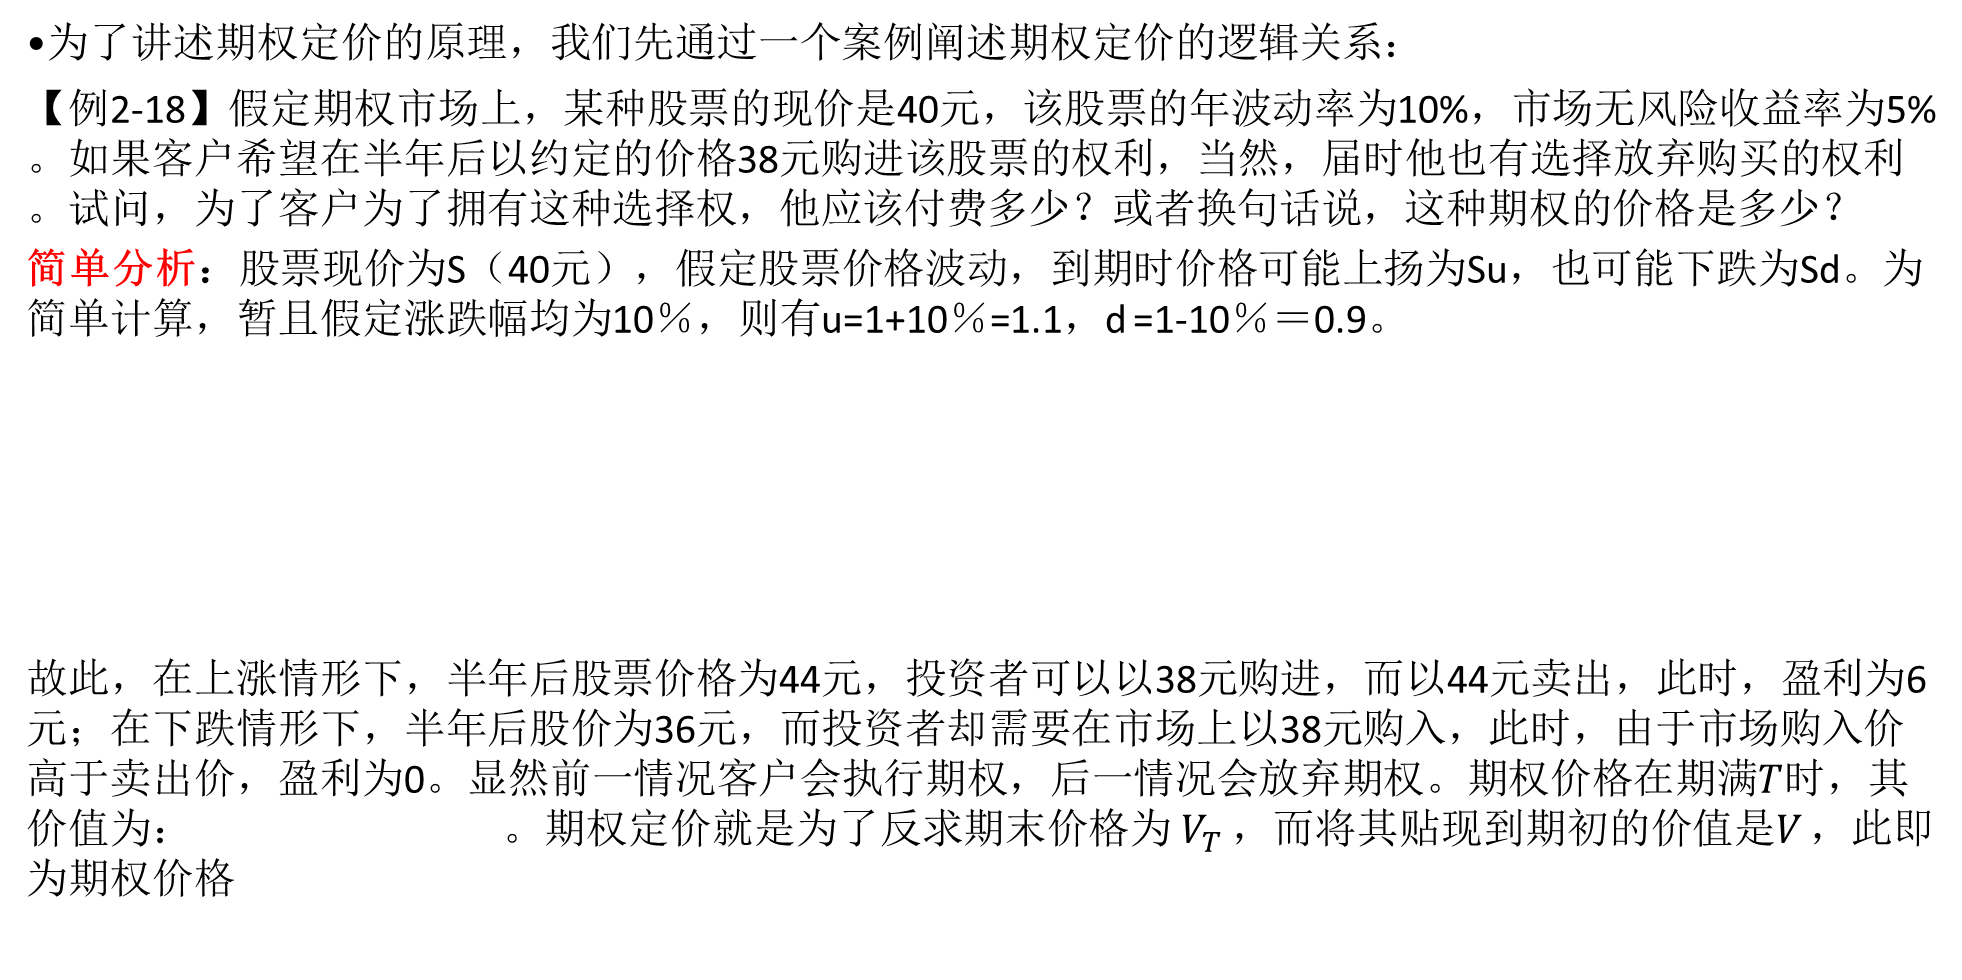 •为了讲述期权定价的原理，我们先通过一个案例阐述期权定价的逻辑关系：
【例2-18】假定期权市场上，某种股票的现价是40元，该股票的年波动率为10%，市场无风险收益率为5%
。如果客户希望在半年后以约定的价格38元购进该股票的权利，当然，届时他也有选择放弃购买的权利
。试问，为了客户为了拥有这种选择权，他应该付费多少？或者换句话说，这种期权的价格是多少？
简单分析：股票现价为S（40元），假定股票价格波动，到期时价格可能上扬为Su，也可能下跌为Sd。为
简单计算，暂且假定涨跌幅均为10％，则有u=1+10％=1.1，d =1-10％＝0.9。
故此，在上涨情形下，半年后股票价格为44元，投资者可以以38元购进，而以44元卖出，此时，盈利为6
元；在下跌情形下，半年后股价为36元，而投资者却需要在市场上以38元购入，此时，由于市场购入价
高于卖出价，盈利为0。显然前一情况客户会执行期权，后一情况会放弃期权。期权价格在期满T时，其
价值为： 。期权定价就是为了反求期末价格为 V_T ，而将其贴现到期初的价值是V ，此即
为期权价格